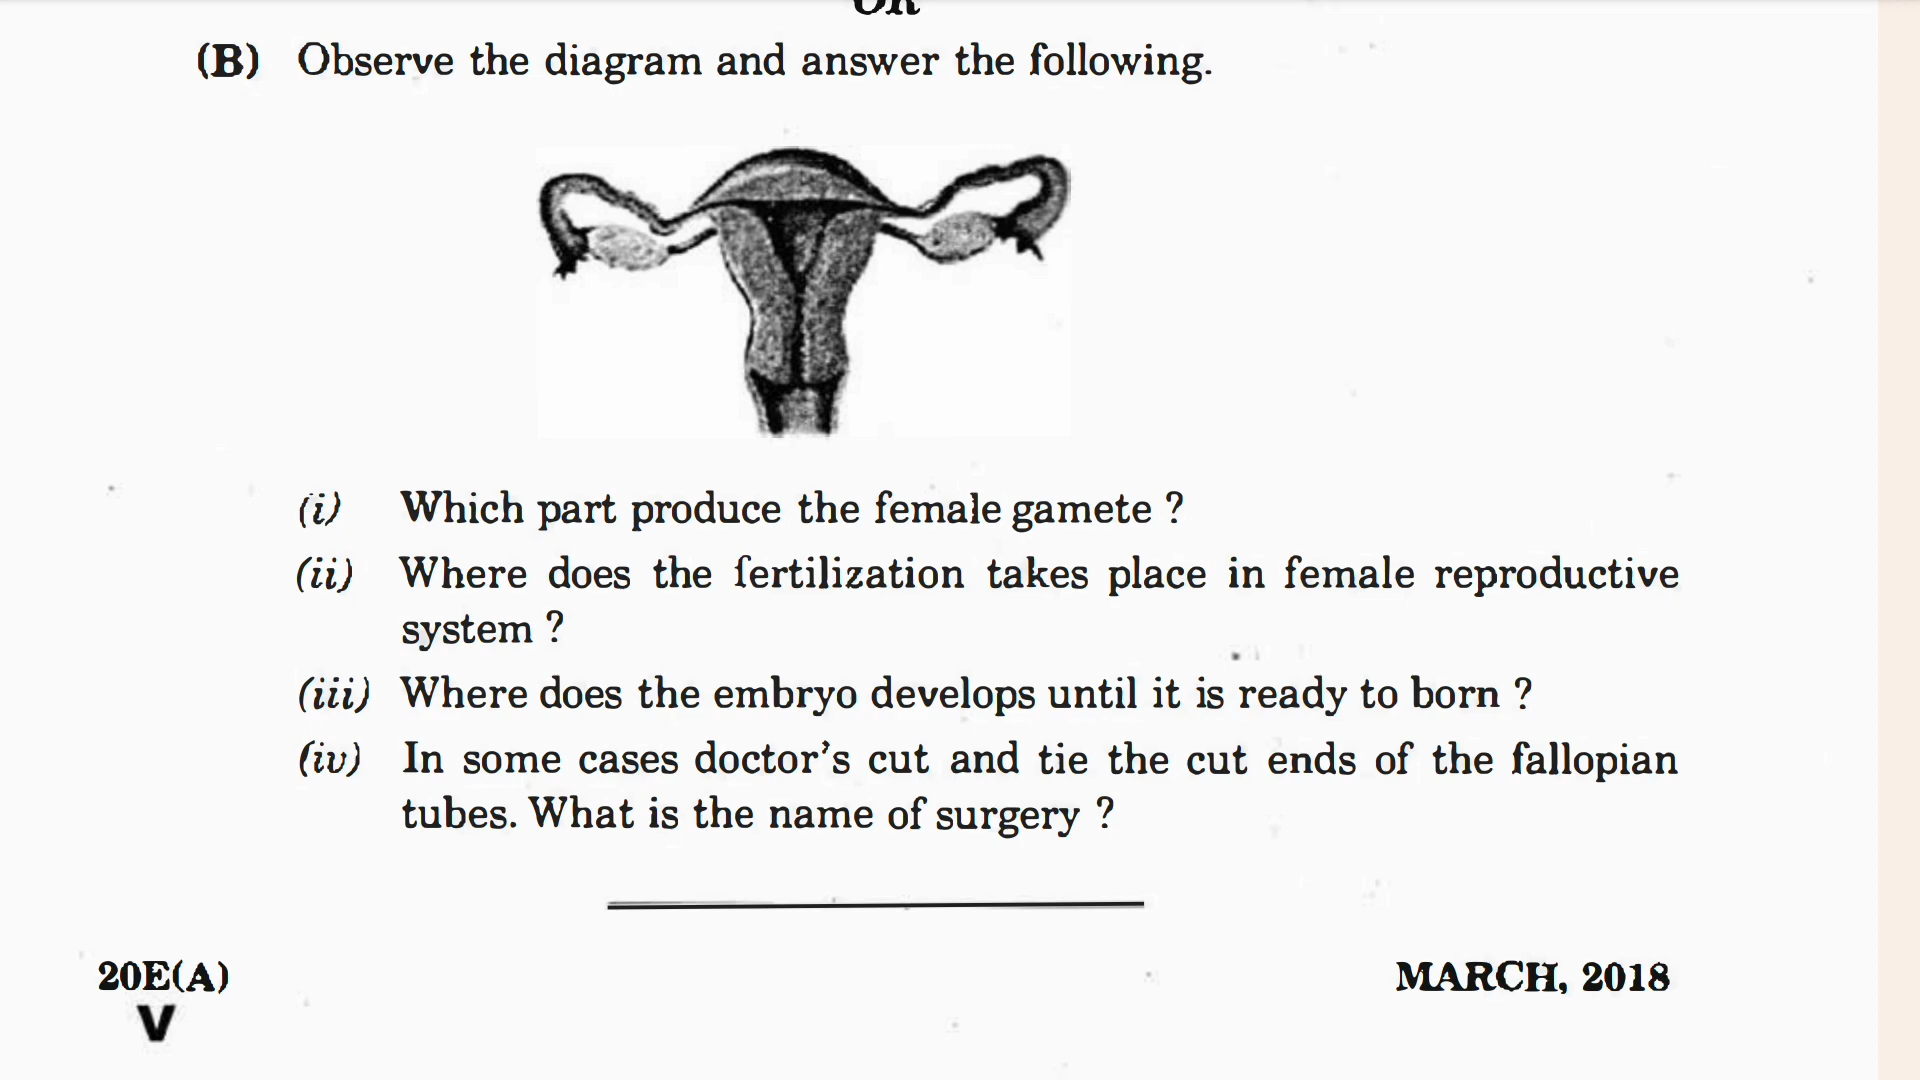 OR
(B) Observe the diagram and answer the following.
(i) Which part produce the female gamete ?
(ii) Where does the fertilization takes place in female reproductive
system ?
(iii) Where does the embryo develops until it is ready to born ?
(iv) In some cases doctor's cut and tie the cut ends of the fallopian
tubes. What is the name of surgery ?
20E(A) MARCH, 2018
V